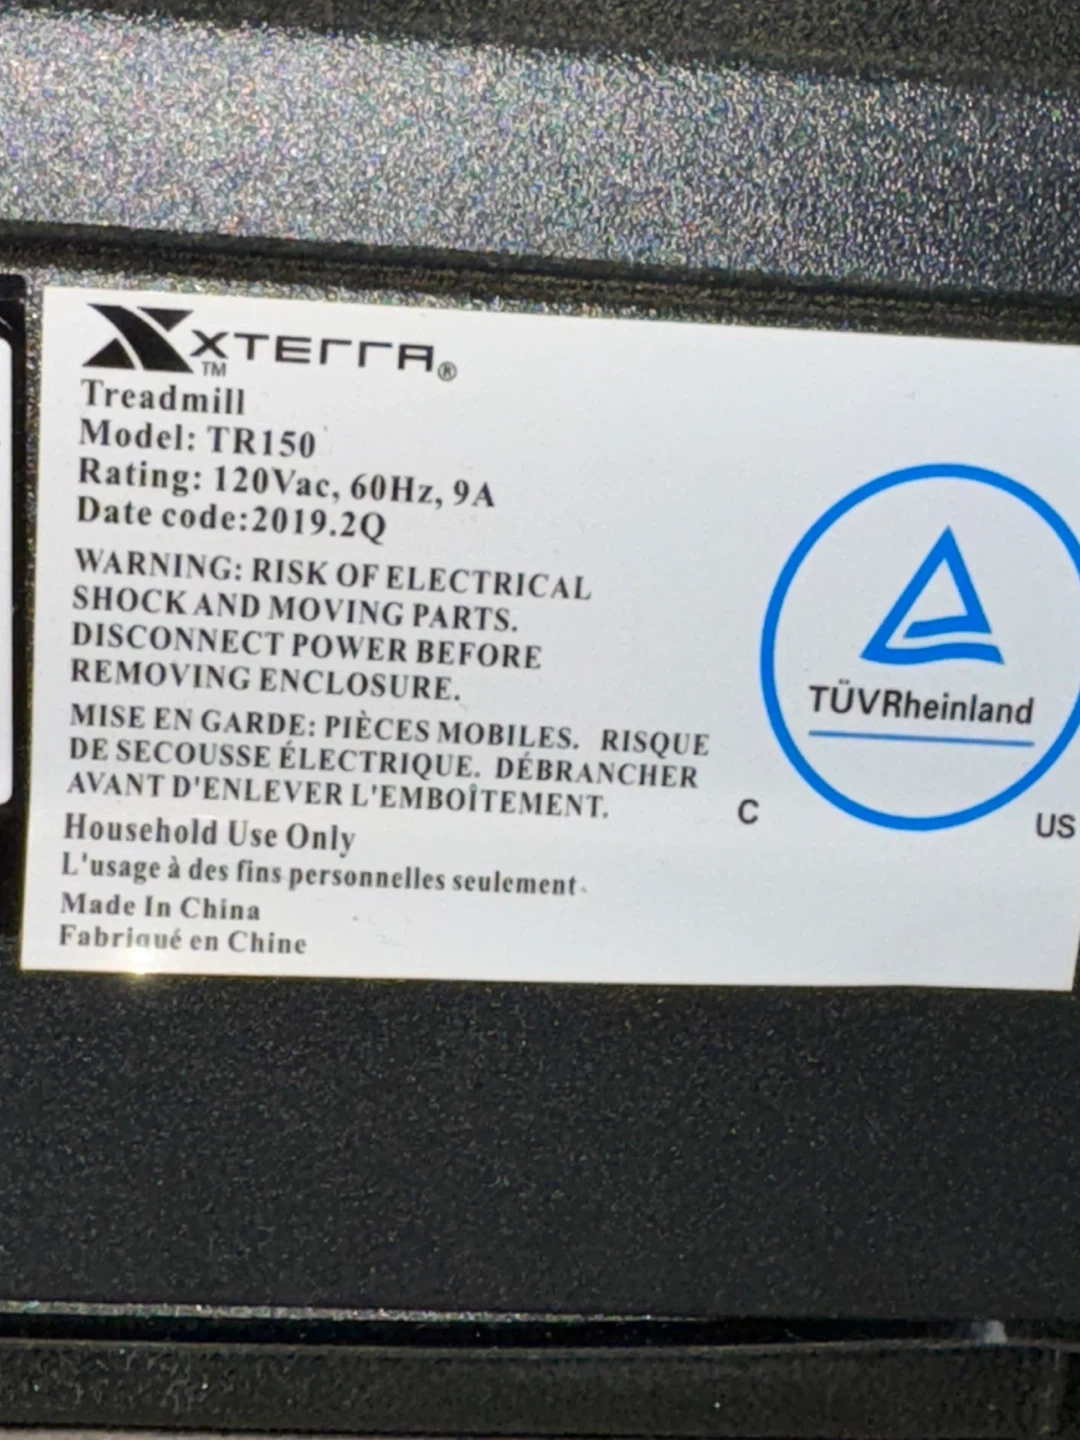 XTERRA®
TM
Treadmill
Model: TR150
Rating: 120Vac, 60Hz, 9A
Date code:2019.2Q
WARNING: RISK OF ELECTRICAL
SHOCK AND MOVING PARTS.
DISCONNECT POWER BEFORE
REMOVING ENCLOSURE.
MISE EN GARDE: PIÈCES MOBILES. RISQUE
DE SECOUSSE ÉLECTRIQUE. DÉBRANCHER
AVANT D'ENLEVER L'EMBOÎTEMENT.
Household Use Only
L'usage à des fins personnelles seulement.
Made In China
Fabriqué en Chine
TÜVRheinland
C US